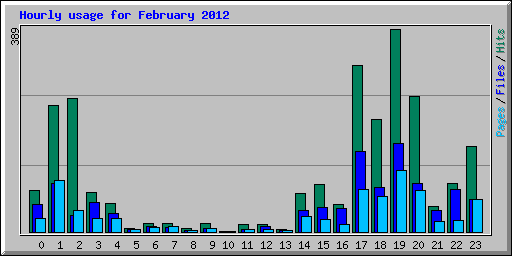 Hourly usage for February 2012
389
Pages/Files/Hits
0 1 2 3 4 5 6 7 8 9 10 11 12 13 14 15 16 17 18 19 20 21 22 23